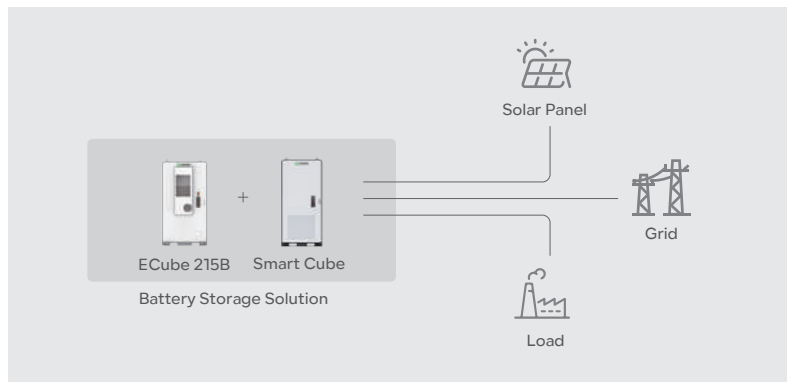 Solar Panel
Grid
ECube 215B + Smart Cube
Battery Storage Solution
Load